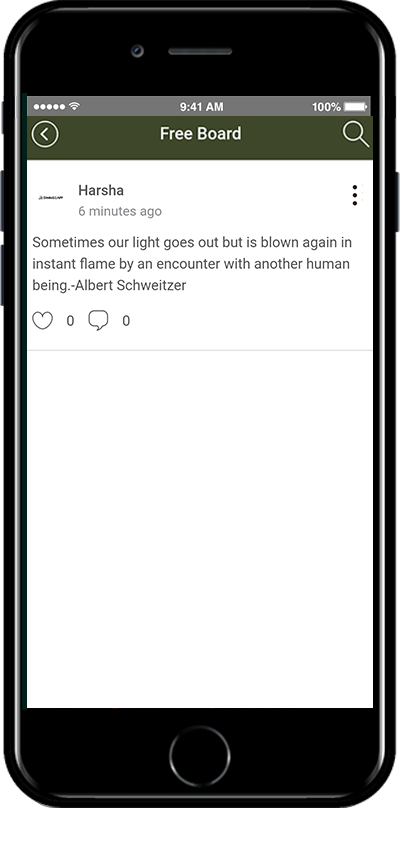 9:41 AM 100%
Free Board
Harsha
6 minutes ago
Sometimes our light goes out but is blown again in
instant flame by an encounter with another human
being.-Albert Schweitzer
0 0